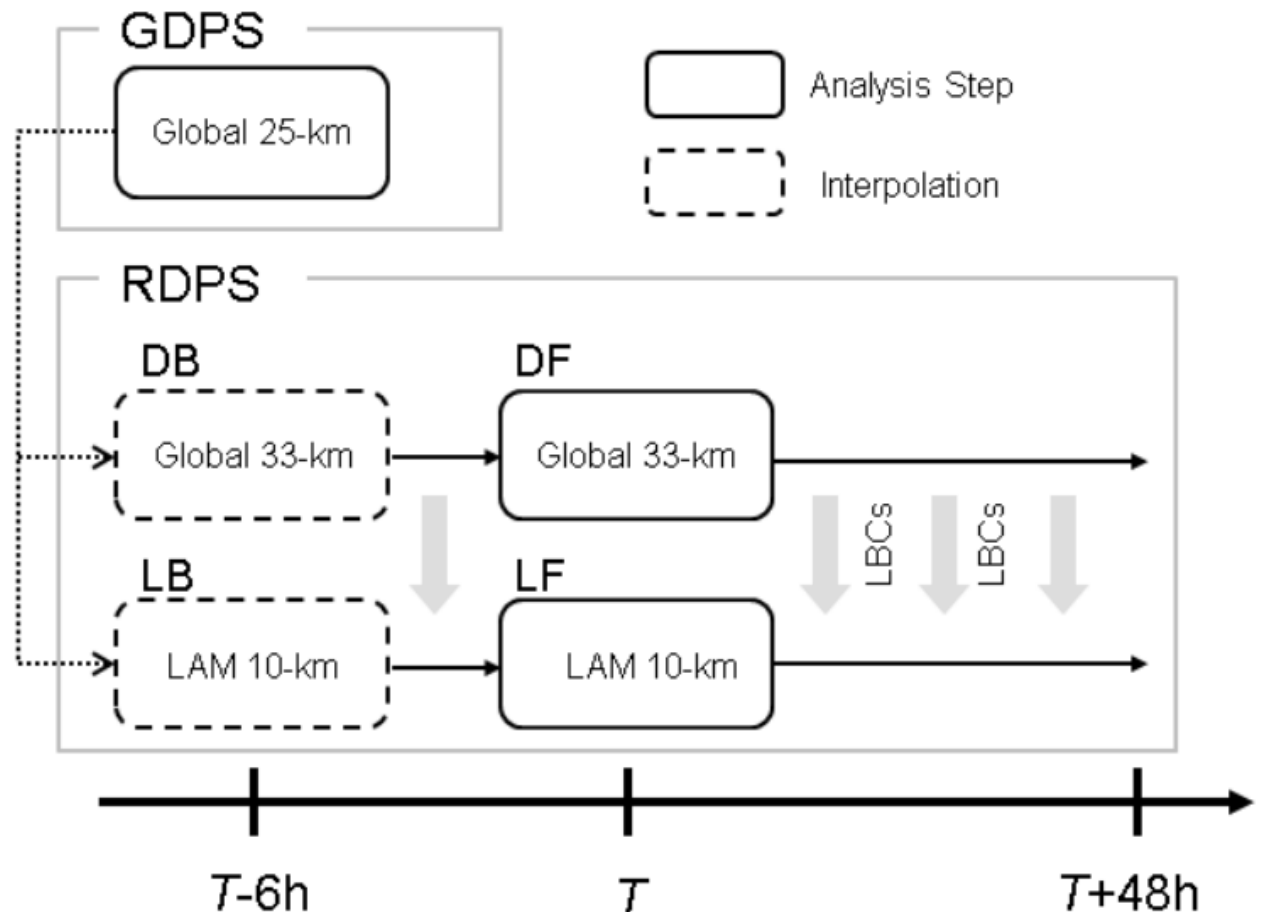 GDPS
Global 25-km
Analysis Step
Interpolation
RDPS
DB
DF
Global 33-km
Global 33-km
LBCs
LBCs
LB
LF
LAM 10-km
LAM 10-km
T-6h
T
T+48h